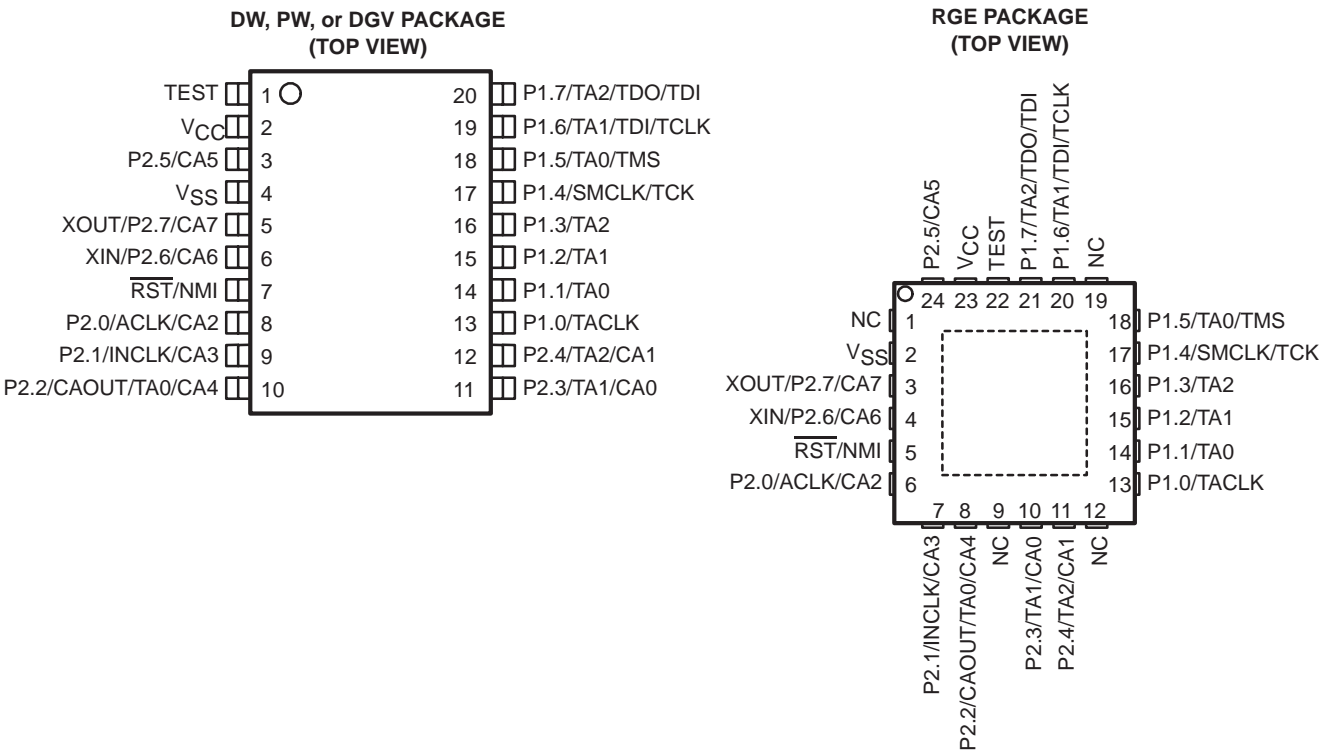 DW, PW, or DGV PACKAGE
(TOP VIEW)
TEST 1 20 P1.7/TA2/TDO/TDI
VCC 2 19 P1.6/TA1/TDI/TCLK
P2.5/CA5 3 18 P1.5/TA0/TMS
VSS 4 17 P1.4/SMCLK/TCK
XOUT/P2.7/CA7 5 16 P1.3/TA2
XIN/P2.6/CA6 6 15 P1.2/TA1
RST/NMI 7 14 P1.1/TA0
P2.0/ACLK/CA2 8 13 P1.0/TACLK
P2.1/INCLK/CA3 9 12 P2.4/TA2/CA1
P2.2/CAOUT/TA0/CA4 10 11 P2.3/TA1/CA0
RGE PACKAGE
(TOP VIEW)
P2.5/CA5
VCC
TEST
P1.7/TA2/TDO/TDI
P1.6/TA1/TDI/TCLK
NC
24 23 22 21 20 19
NC 1 18 P1.5/TA0/TMS
VSS 2 17 P1.4/SMCLK/TCK
XOUT/P2.7/CA7 3 16 P1.3/TA2
XIN/P2.6/CA6 4 15 P1.2/TA1
RST/NMI 5 14 P1.1/TA0
P2.0/ACLK/CA2 6 13 P1.0/TACLK
7 8 9 10 11 12
P2.1/INCLK/CA3
P2.2/CAOUT/TA0/CA4
NC
P2.3/TA1/CA0
P2.4/TA2/CA1
NC